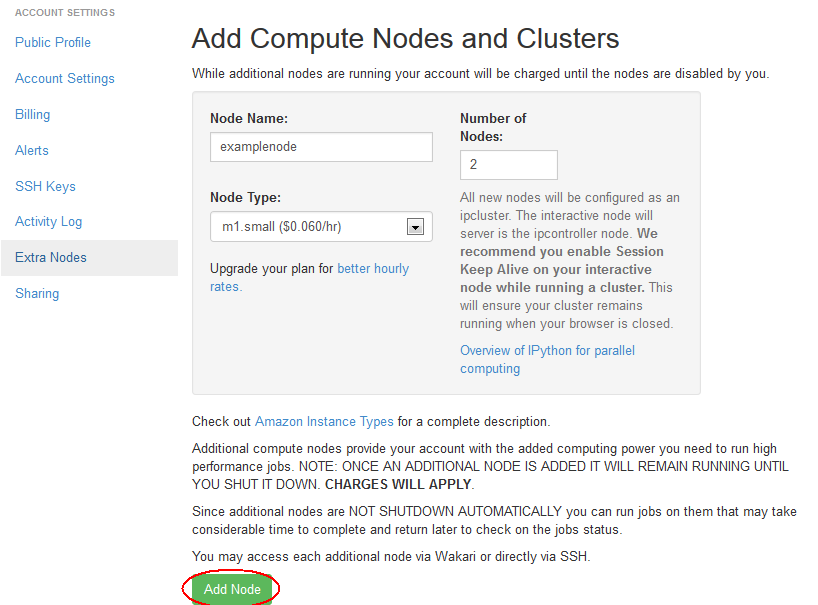 ACCOUNT SETTINGS
Public Profile
Account Settings
Billing
Alerts
SSH Keys
Activity Log
Extra Nodes
Sharing
Add Compute Nodes and Clusters
While additional nodes are running your account will be charged until the nodes are disabled by you.
Node Name:
examplenode
Node Type:
m1.small ($0.060/hr)
Upgrade your plan for better hourly
rates.
Number of
Nodes:
2
All new nodes will be configured as an
ipcluster. The interactive node will
server is the ipcontroller node. We
recommend you enable Session
Keep Alive on your interactive
node while running a cluster. This
will ensure your cluster remains
running when your browser is closed.
Overview of IPython for parallel
computing
Check out Amazon Instance Types for a complete description.
Additional compute nodes provide your account with the added computing power you need to run high
performance jobs. NOTE: ONCE AN ADDITIONAL NODE IS ADDED IT WILL REMAIN RUNNING UNTIL
YOU SHUT IT DOWN. CHARGES WILL APPLY.
Since additional nodes are NOT SHUTDOWN AUTOMATICALLY you can run jobs on them that may take
considerable time to complete and return later to check on the jobs status.
You may access each additional node via Wakari or directly via SSH.
Add Node